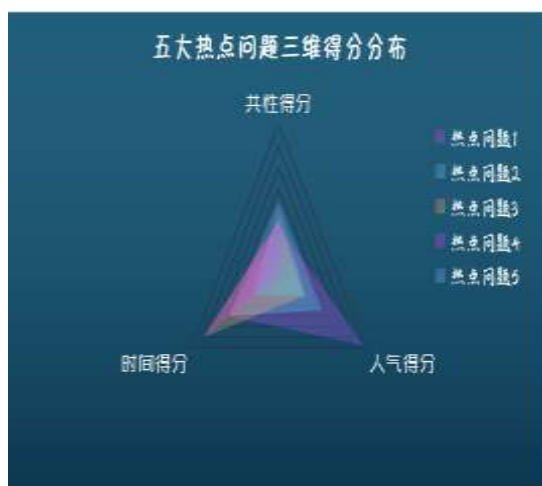 五大热点问题三维得分分布
共性得分
热点问题1
热点问题2
热点问题3
热点问题4
热点问题5
时间得分
人气得分